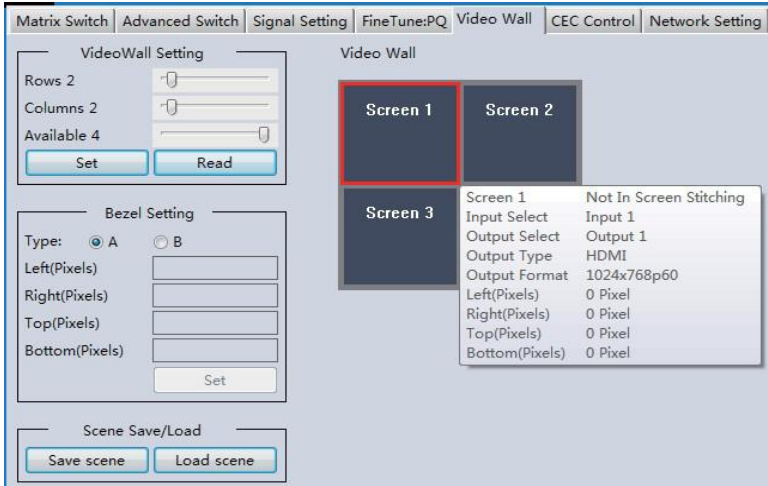 Matrix Switch Advanced Switch Signal Setting FineTune:PQ Video Wall CEC Control Network Setting
VideoWall Setting
Rows 2
Columns 2
Available 4
Set Read
Bezel Setting
Type: A B
Left(Pixels)
Right(Pixels)
Top(Pixels)
Bottom(Pixels)
Set
Scene Save/Load
Save scene Load scene
Video Wall
Screen 1 Screen 2
Screen 3
Screen 1 Not In Screen Stitching
Input Select Input 1
Output Select Output 1
Output Type HDMI
Output Format 1024x768p60
Left(Pixels) 0 Pixel
Right(Pixels) 0 Pixel
Top(Pixels) 0 Pixel
Bottom(Pixels) 0 Pixel